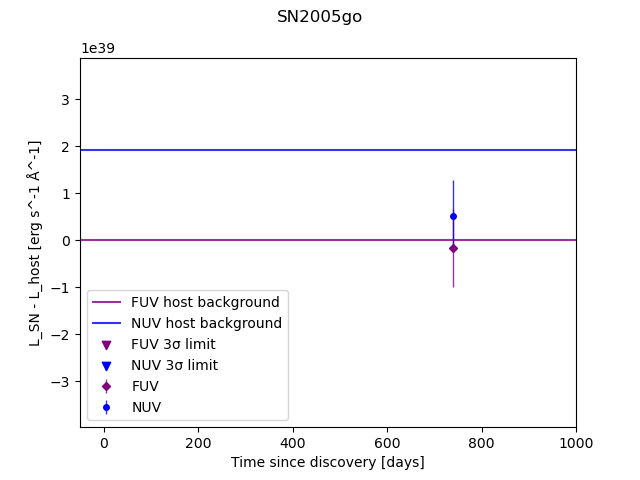 SN2005go
1e39
3
2
1
0
−1
−2
−3
L_SN - L_host [erg s^-1 Å^-1]
FUV host background
NUV host background
FUV 3σ limit
NUV 3σ limit
FUV
NUV
0
200
400
600
800
1000
Time since discovery [days]